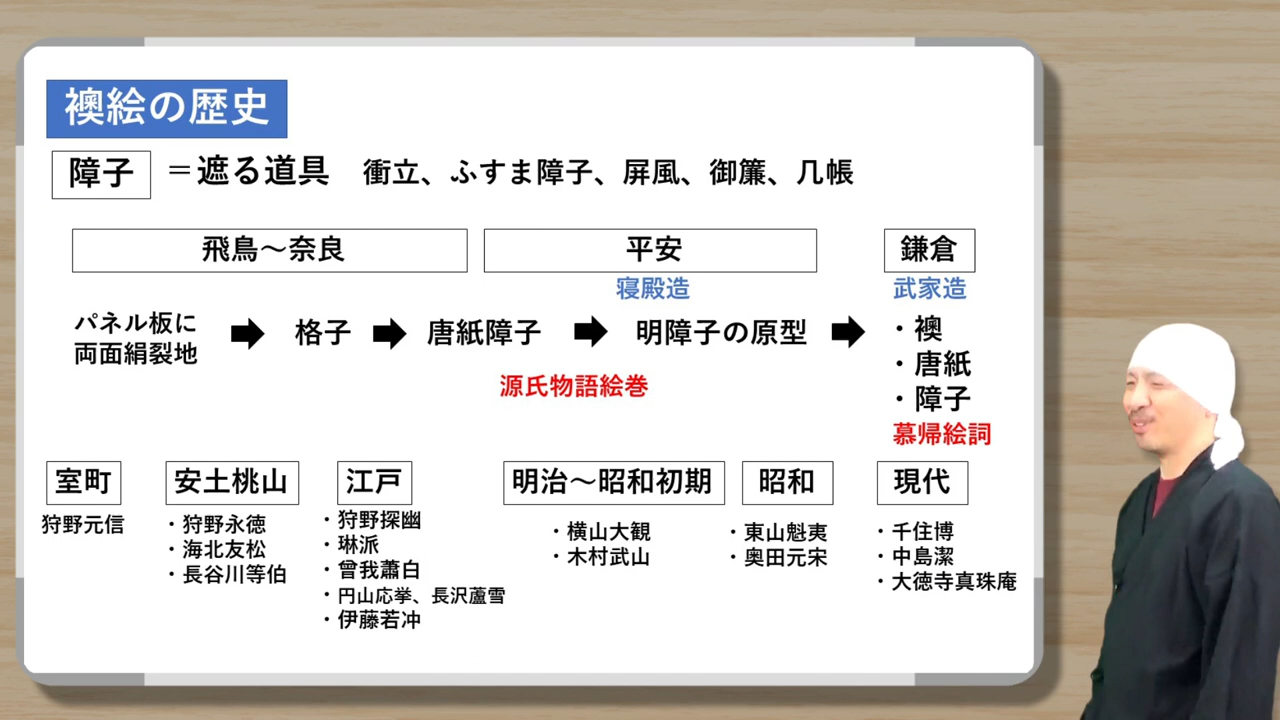 襖絵の歴史
障子 ＝遮る道具 衝立、ふすま障子、屏風、御簾、几帳
飛鳥～奈良 平安 鎌倉
寝殿造 武家造
パネル板に
両面絹裂地
格子 唐紙障子 明障子の原型
・襖
・唐紙
・障子
源氏物語絵巻
慕帰絵詞
室町 安土桃山 江戸 明治～昭和初期 昭和 現代
狩野元信
・狩野永徳
・海北友松
・長谷川等伯
・狩野探幽
・琳派
・曾我蕭白
・円山応挙、長沢蘆雪
・伊藤若冲
・横山大観
・木村武山
・東山魁夷
・奥田元宋
・千住博
・中島潔
・大徳寺真珠庵